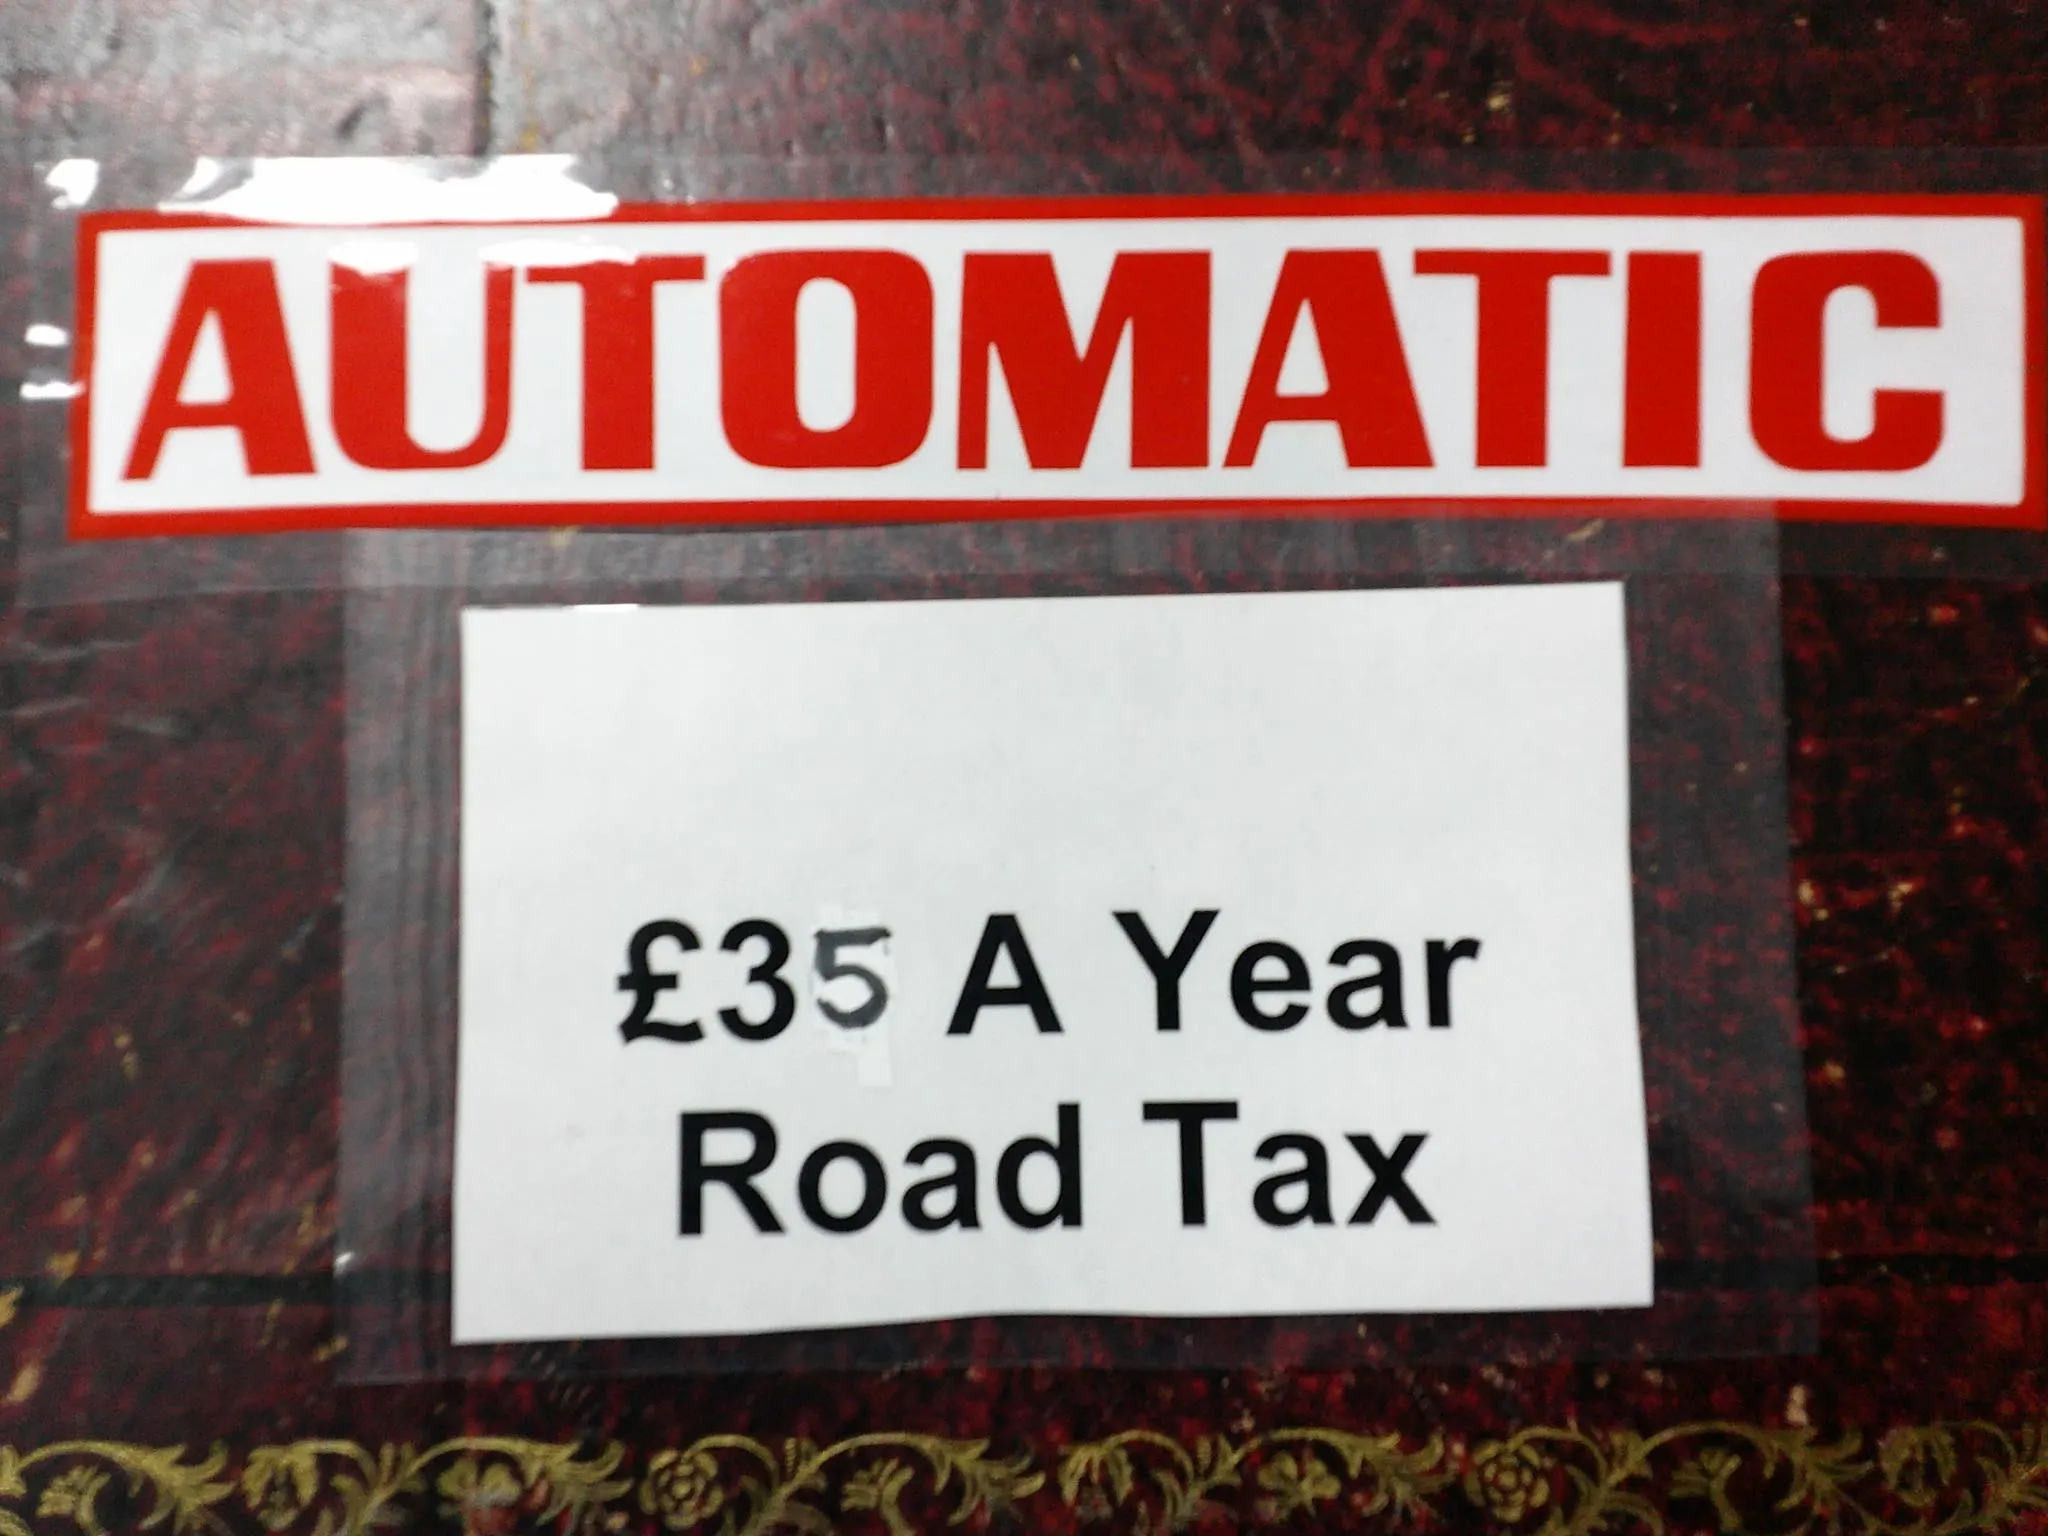 AUTOMATIC
£35 A Year
Road Tax